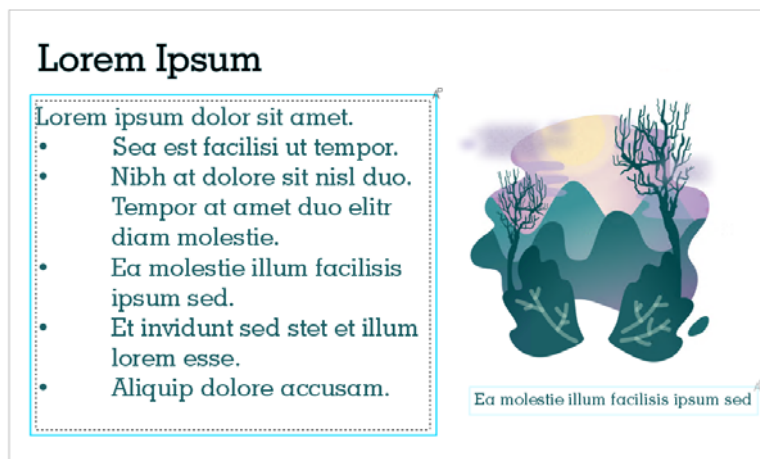 Lorem Ipsum
Lorem ipsum dolor sit amet.
• Sea est facilisi ut tempor.
• Nibh at dolore sit nisl duo.
Tempor at amet duo elitr
diam molestie.
• Ea molestie illum facilisis
ipsum sed.
• Et invidunt sed stet et illum
lorem esse.
• Aliquip dolore accusam.
Ea molestie illum facilisis ipsum sed